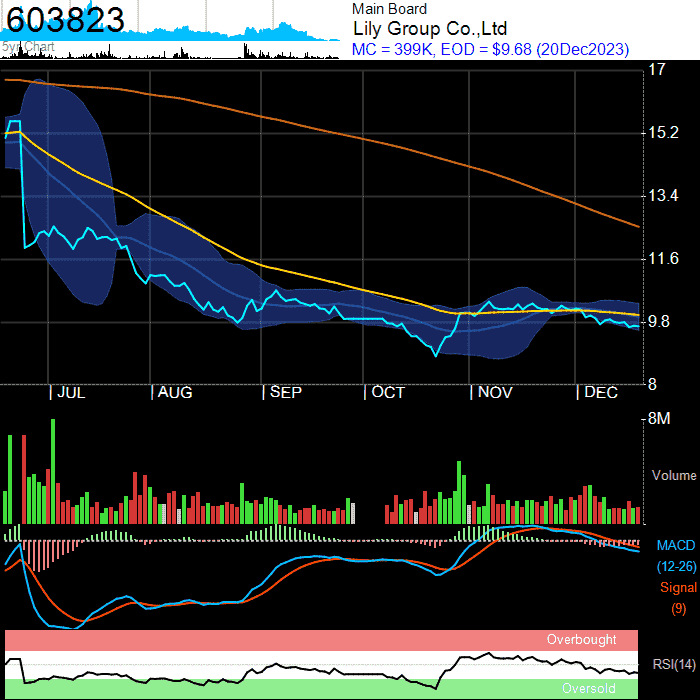 603823
5yr Chart
Main Board
Lily Group Co.,Ltd
MC = 399K, EOD = $9.68 (20Dec2023)
17
15.2
13.4
11.6
9.8
8
JUL
AUG
SEP
OCT
NOV
DEC
8M
Volume
MACD
(12-26)
Signal
(9)
Overbought
RSI(14)
Oversold